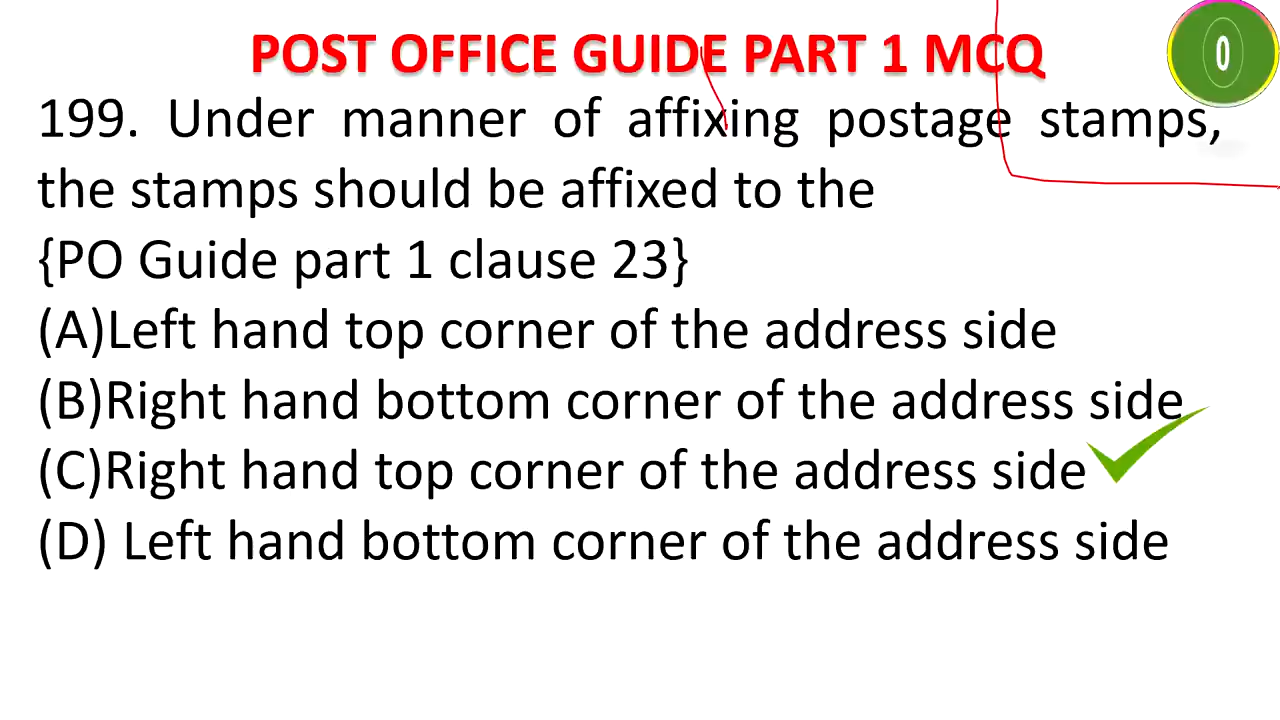 POST OFFICE GUIDE PART 1 MCQ
0
199. Under manner of affixing postage stamps,
the stamps should be affixed to the
{PO Guide part 1 clause 23}
(A)Left hand top corner of the address side
(B)Right hand bottom corner of the address side
(C)Right hand top corner of the address side
(D) Left hand bottom corner of the address side